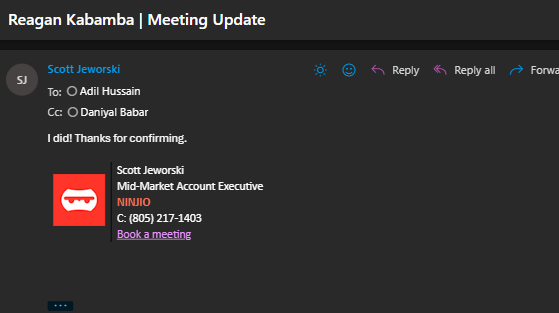 Reagan Kabamba | Meeting Update
SJ
Scott Jeworski
Reply
Reply all
Forwa
To: Adil Hussain
Cc: Daniyal Babar
I did! Thanks for confirming.
Scott Jeworski
Mid-Market Account Executive
NINJIO
C: (805) 217-1403
Book a meeting